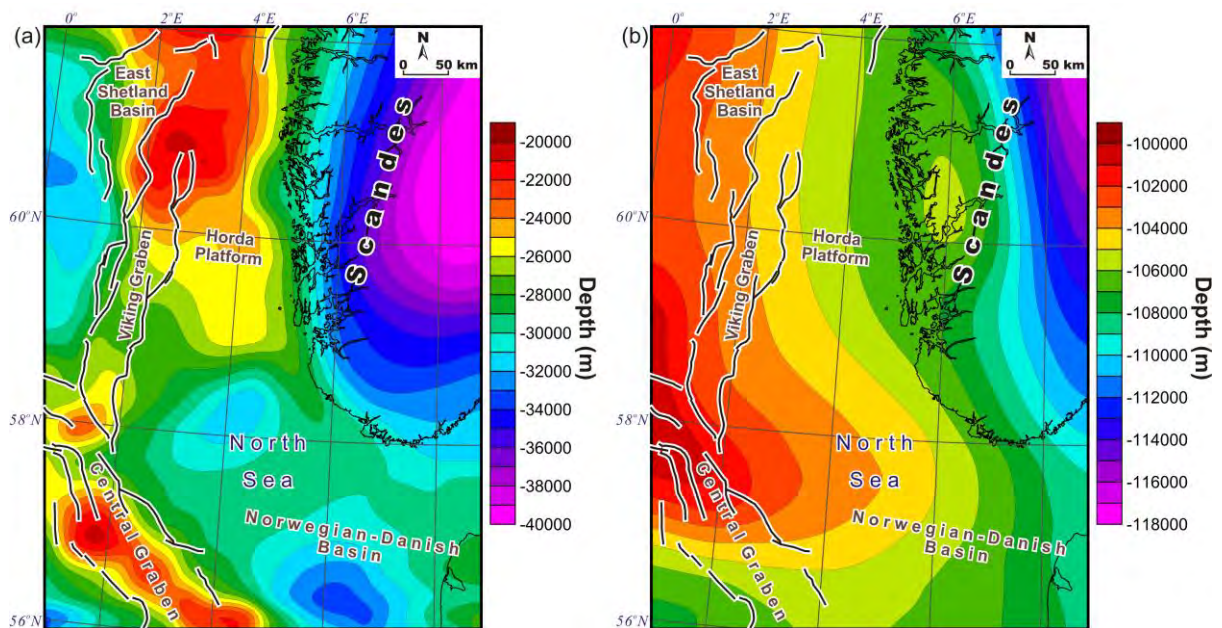 0° 2°E 4°E 6°E
(a)
N
0 50 km
East
Shetland
Basin
Scandes
60°N
Horda
Platform
Viking Graben
58°N
North
Sea
Central Graben
Norwegian-Danish
Basin
56°N
-20000
-22000
-24000
-26000
-28000
-30000
-32000
-34000
-36000
-38000
-40000
Depth (m)
0° 2°E 4°E 6°E
(b)
N
0 50 km
East
Shetland
Basin
Scandes
60°N
Horda
Platform
Viking Graben
58°N
North
Sea
Central Graben
Norwegian-Danish
Basin
56°N
-100000
-102000
-104000
-106000
-108000
-110000
-112000
-114000
-116000
-118000
Depth (m)